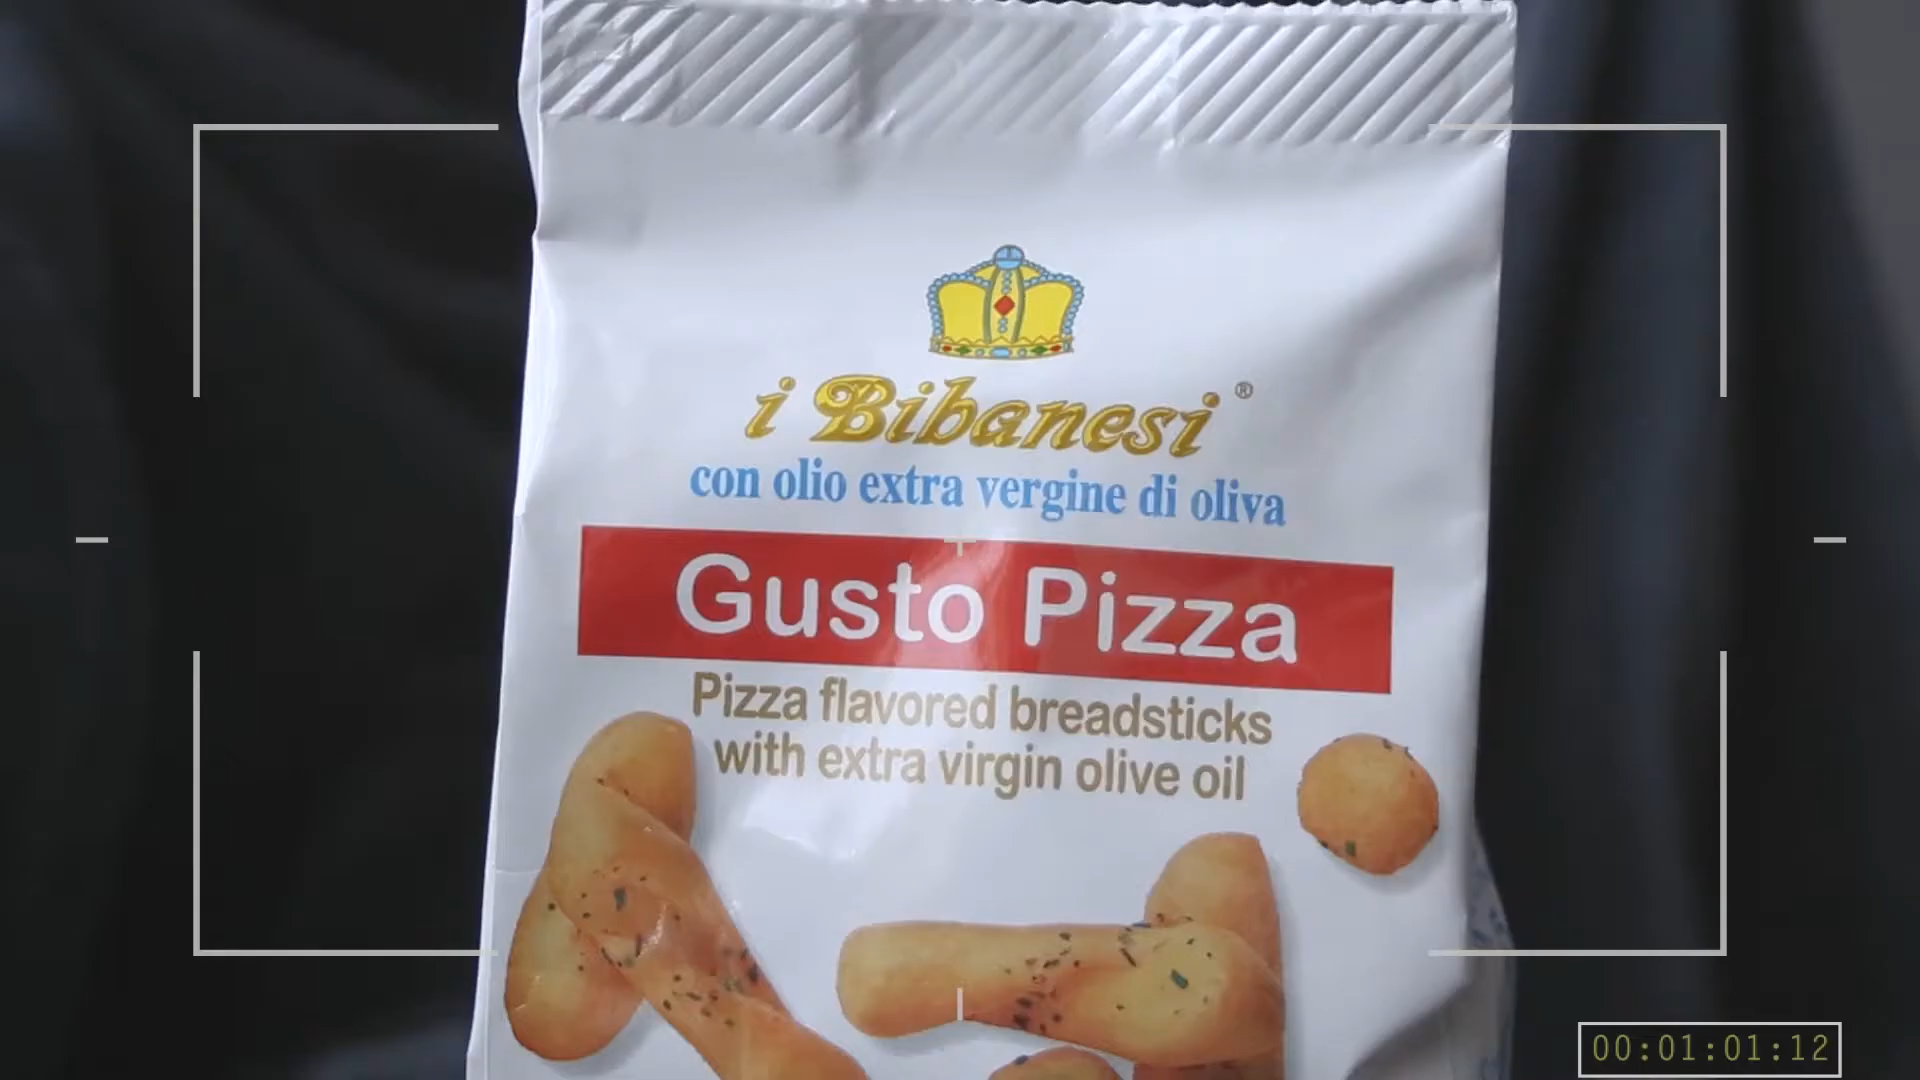 i Bibanesi ®
con olio extra vergine di oliva
Gusto Pizza
Pizza flavored breadsticks
with extra virgin olive oil
00:01:01:12